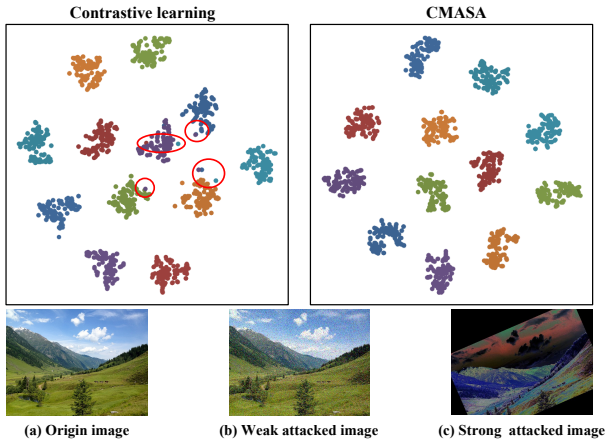 Contrastive learning
CMASA
(a) Origin image
(b) Weak attacked image
(c) Strong attacked image